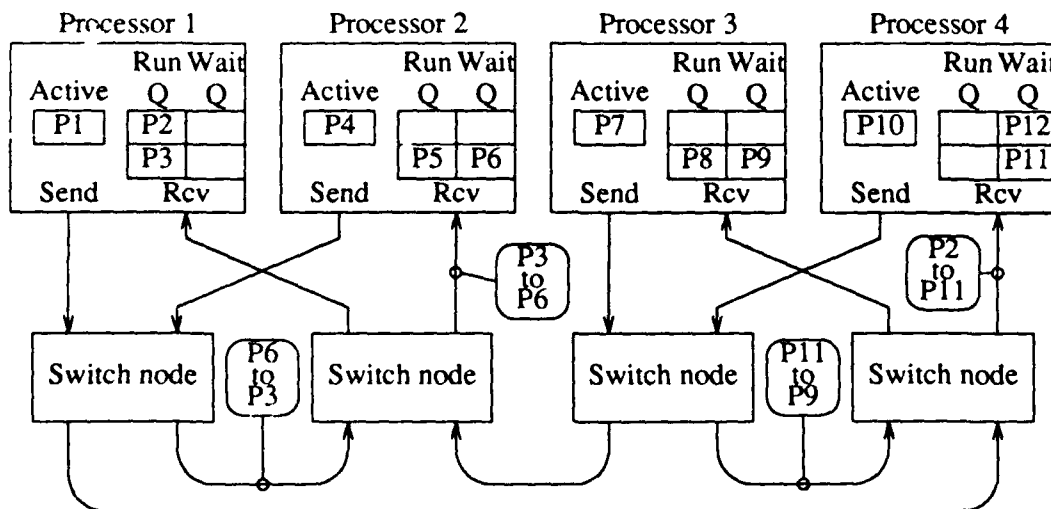 Processor 1 Processor 2 Processor 3 Processor 4
Run Wait Run Wait Run Wait Run Wait
Active Q Q Active Q Q Active Q Q Active Q Q
P1 P2 P4 P7 P10 P12
P3 P5 P6 P8 P9 P11
Send Rcv Send Rcv Send Rcv Send Rcv
P3
to
P6
P2
to
P11
Switch node
P6
to
P3
Switch node
Switch node
P11
to
P9
Switch node